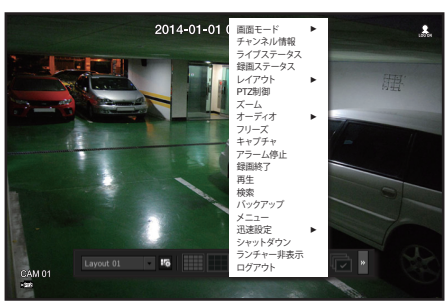 2014-01-01 0
LOG ON
画面モード
チャンネル情報
ライブステータス
録画ステータス
レイアウト
PTZ制御
ズーム
オーディオ
フリーズ
キャプチャ
アラーム停止
録画終了
再生
検索
バックアップ
メニュー
迅速設定
シャットダウン
ランチャー非表示
ログアウト
Layout 01
CAM 01